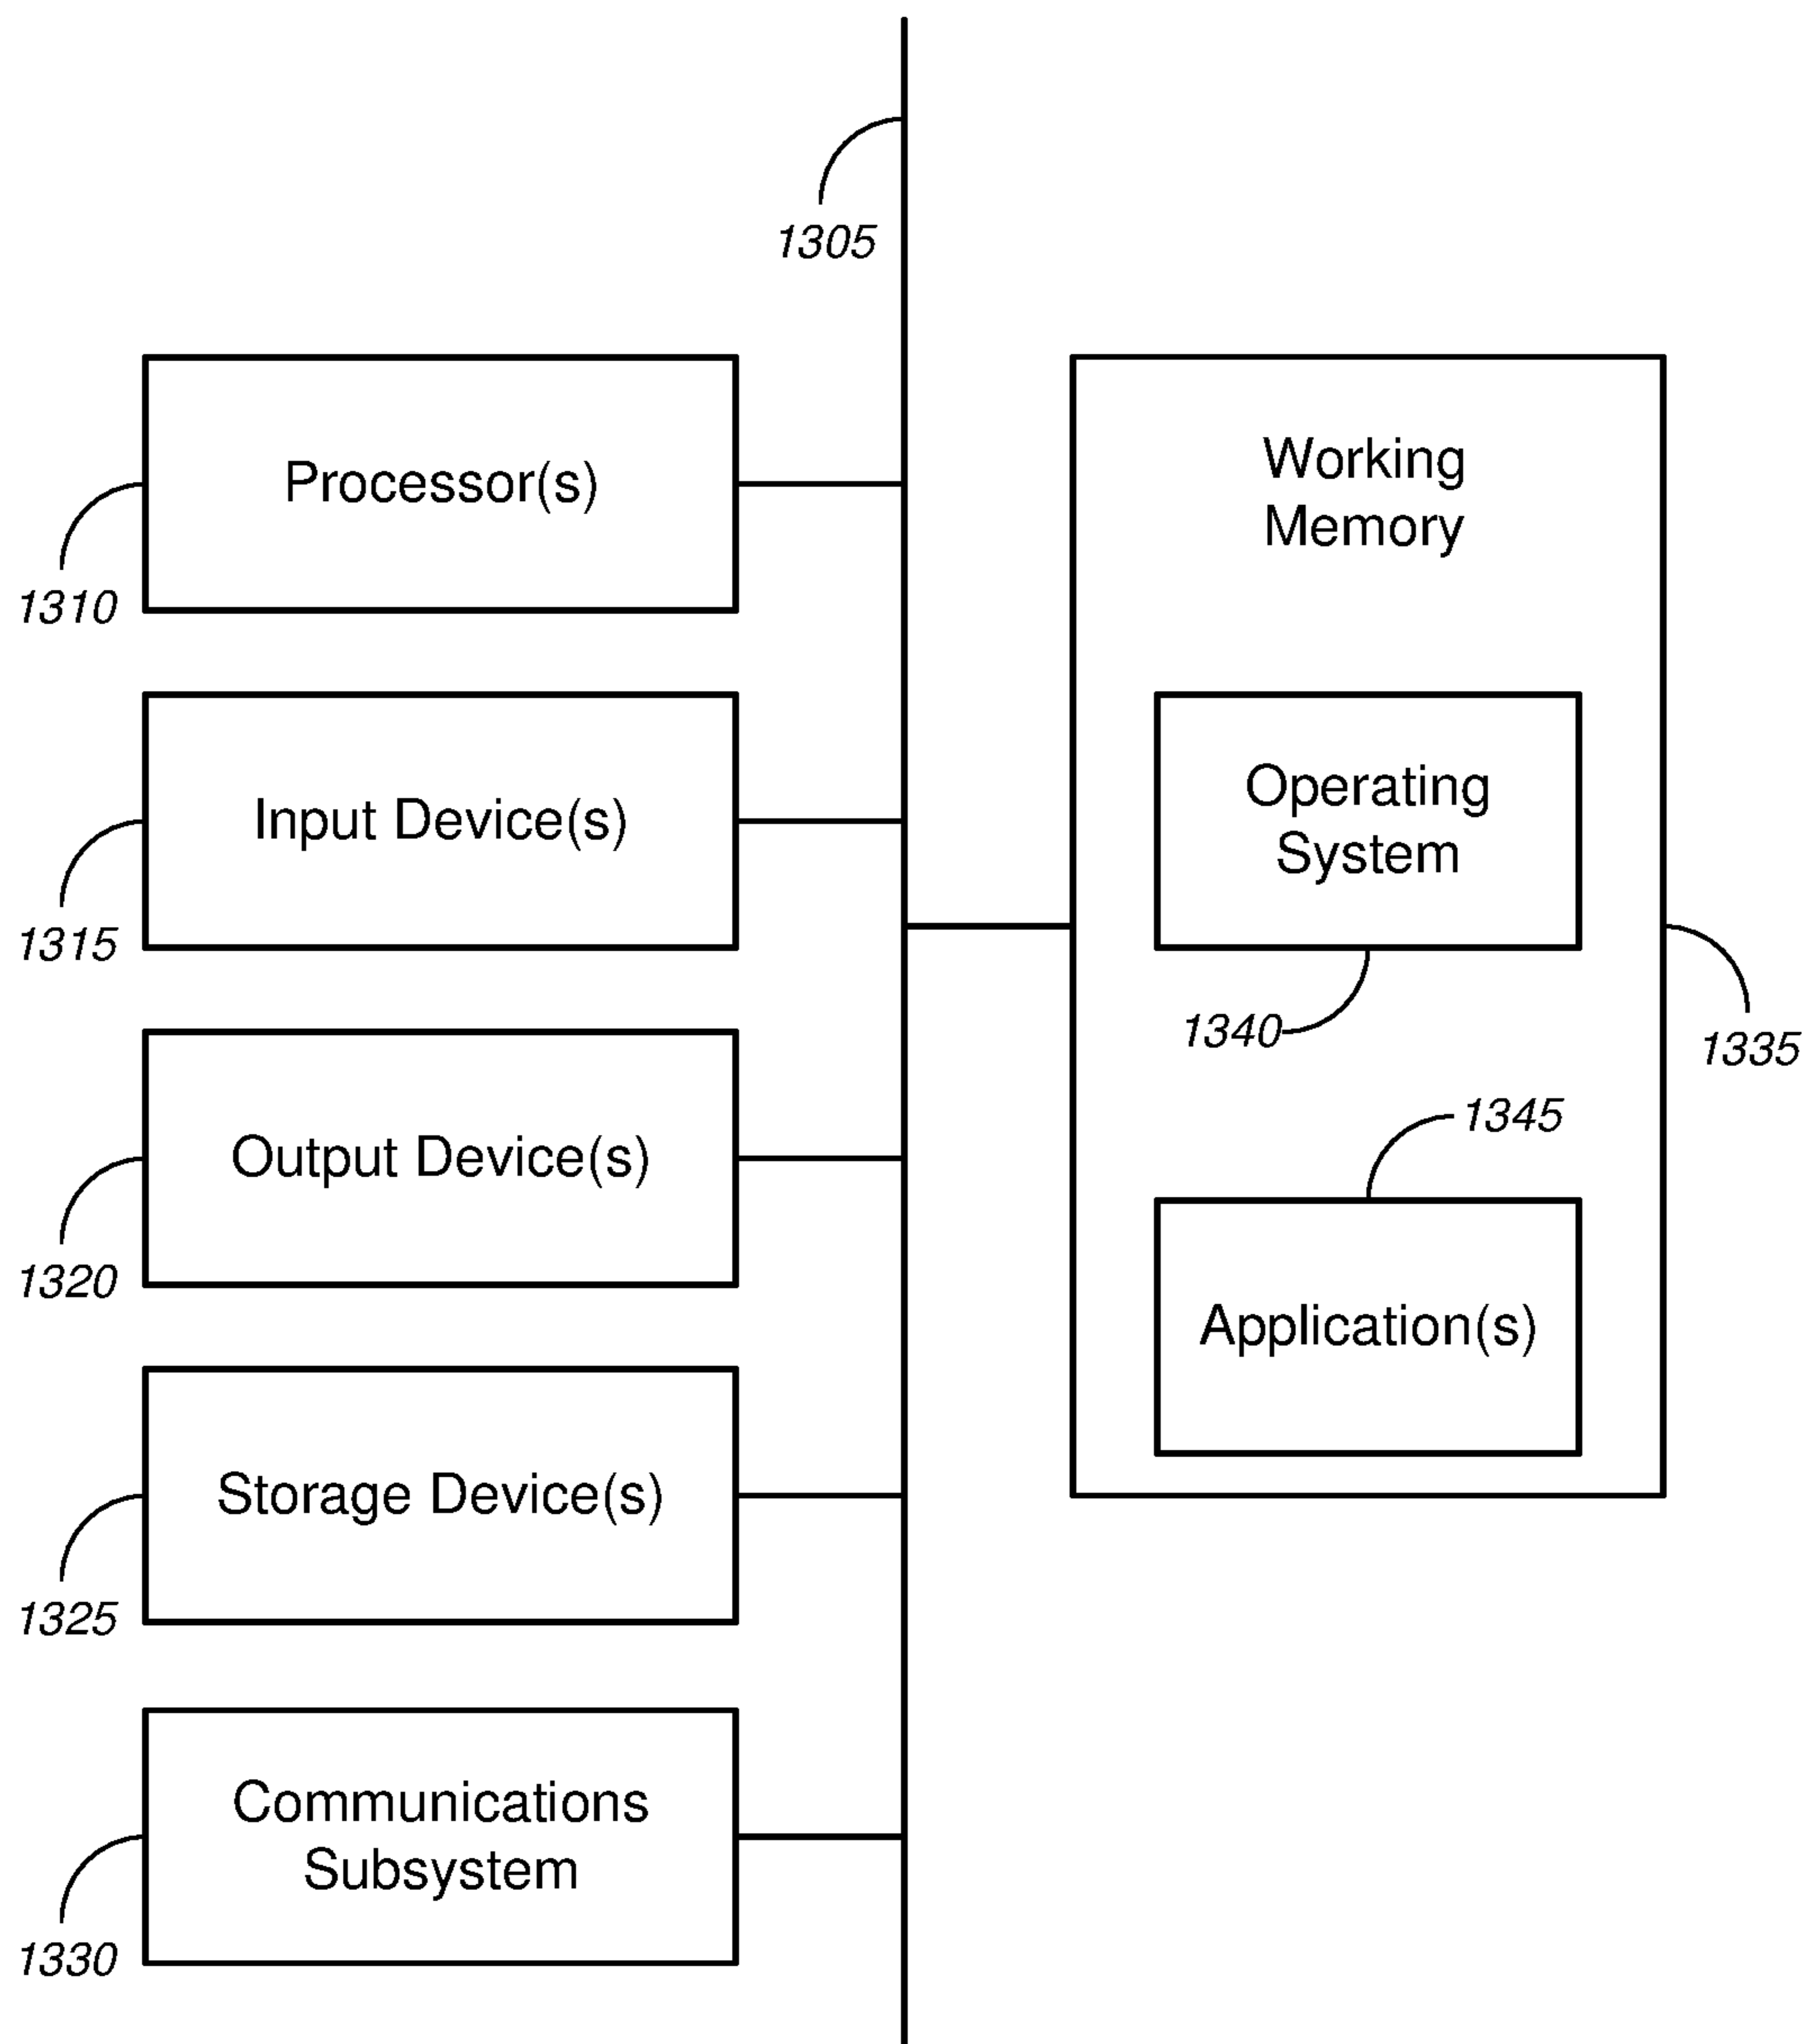 1305
Processor(s)
1310
Input Device(s)
1315
Output Device(s)
1320
Storage Device(s)
1325
Communications
Subsystem
1330
Working
Memory
Operating
System
1340
1335
1345
Application(s)